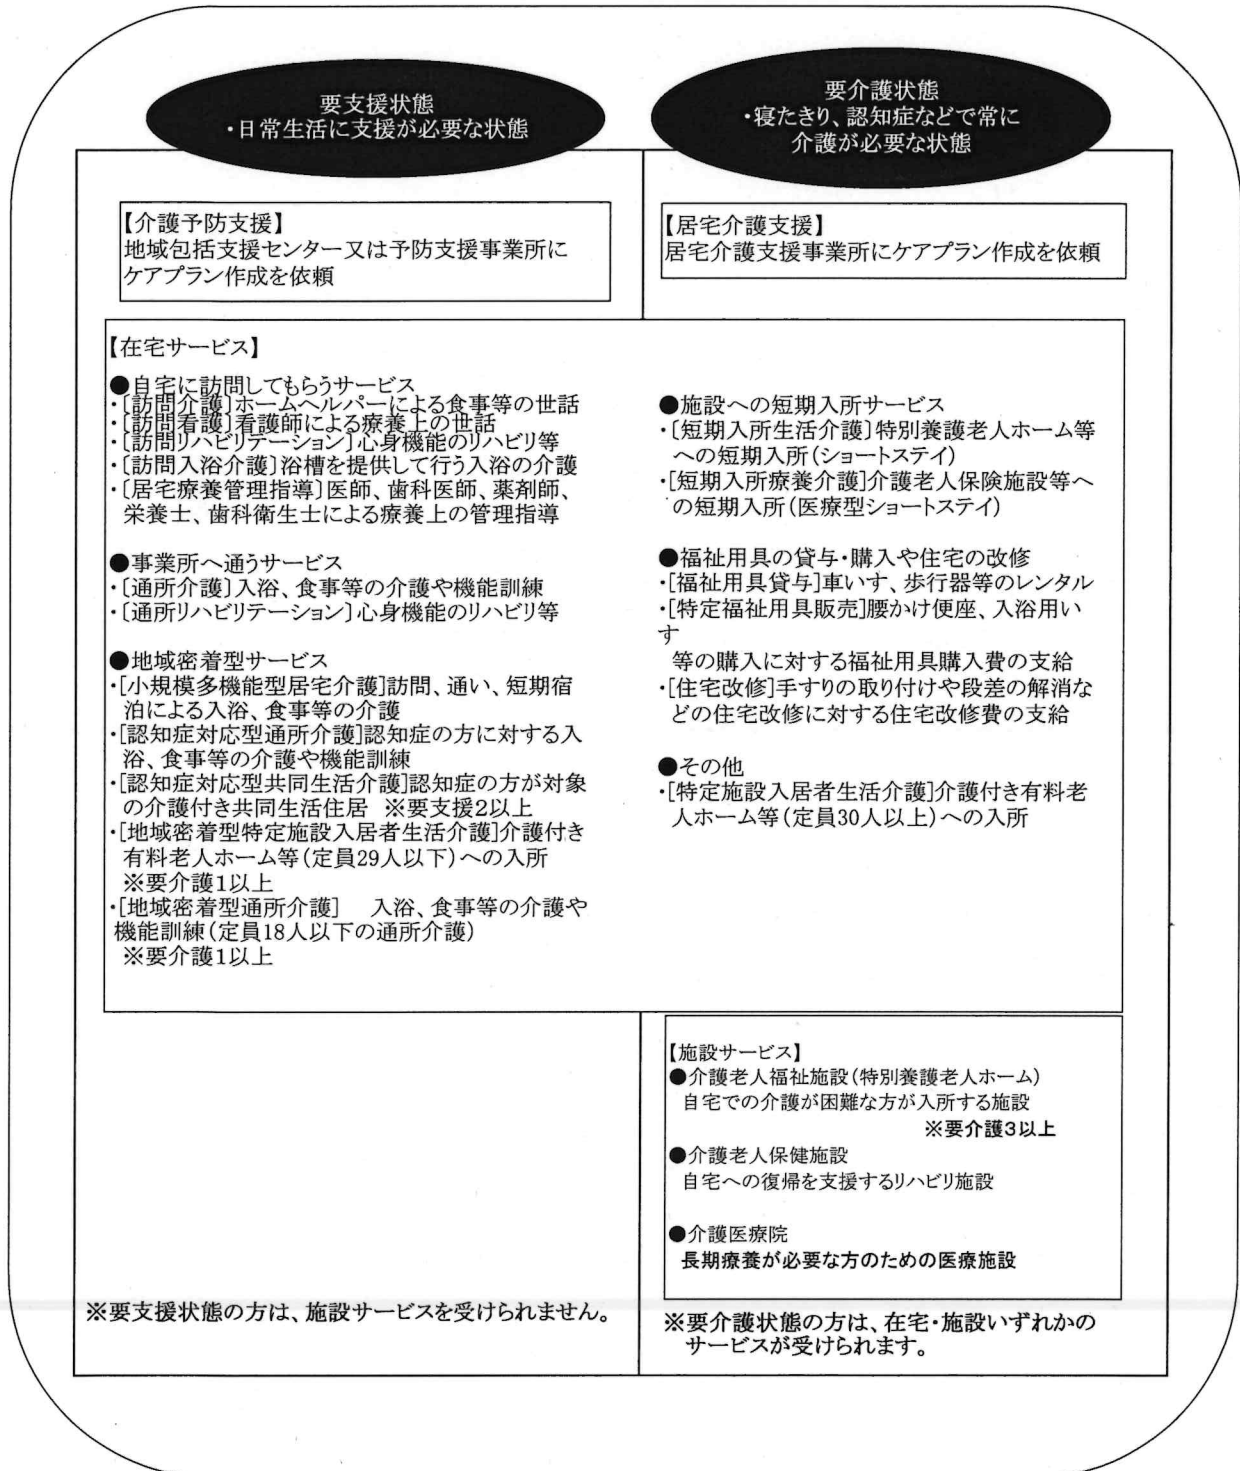 要支援状態
・日常生活に支援が必要な状態
要介護状態
・寝たきり、認知症などで常に
介護が必要な状態
【介護予防支援】
地域包括支援センター又は予防支援事業所に
ケアプラン作成を依頼
【居宅介護支援】
居宅介護支援事業所にケアプラン作成を依頼
【在宅サービス】
●自宅に訪問してもらうサービス
・〔訪問介護〕ホームヘルパーによる食事等の世話
・〔訪問看護〕看護師による療養上の世話
・〔訪問リハビリテーション〕心身機能のリハビリ等
・〔訪問入浴介護〕浴槽を提供して行う入浴の介護
・〔居宅療養管理指導〕医師、歯科医師、薬剤師、
栄養士、歯科衛生士による療養上の管理指導
●事業所へ通うサービス
・〔通所介護〕入浴、食事等の介護や機能訓練
・〔通所リハビリテーション〕心身機能のリハビリ等
●地域密着型サービス
・[小規模多機能型居宅介護]訪問、通い、短期宿
泊による入浴、食事等の介護
・[認知症対応型通所介護]認知症の方に対する入
浴、食事等の介護や機能訓練
・[認知症対応型共同生活介護]認知症の方が対象
の介護付き共同生活住居 ※要支援2以上
・[地域密着型特定施設入居者生活介護]介護付き
有料老人ホーム等(定員29人以下)への入所
※要介護1以上
・[地域密着型通所介護] 入浴、食事等の介護や
機能訓練(定員18人以下の通所介護)
※要介護1以上
●施設への短期入所サービス
・〔短期入所生活介護〕特別養護老人ホーム等
への短期入所(ショートステイ)
・[短期入所療養介護]介護老人保険施設等へ
の短期入所(医療型ショートステイ)
●福祉用具の貸与・購入や住宅の改修
・[福祉用具貸与]車いす、歩行器等のレンタル
・[特定福祉用具販売]腰かけ便座、入浴用い
す
等の購入に対する福祉用具購入費の支給
・[住宅改修]手すりの取り付けや段差の解消な
どの住宅改修に対する住宅改修費の支給
●その他
・[特定施設入居者生活介護]介護付き有料老
人ホーム等(定員30人以上)への入所
【施設サービス】
●介護老人福祉施設(特別養護老人ホーム)
自宅での介護が困難な方が入所する施設
※要介護3以上
●介護老人保健施設
自宅への復帰を支援するリハビリ施設
●介護医療院
長期療養が必要な方のための医療施設
※要支援状態の方は、施設サービスを受けられません。
※要介護状態の方は、在宅・施設いずれかの
サービスが受けられます。